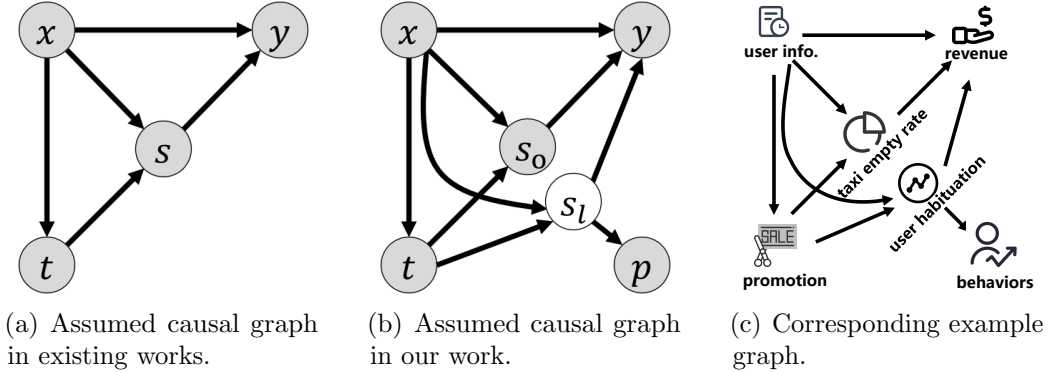 x
y
s
t
(a) Assumed causal graph
in existing works.
x
y
s_o
s_l
t
p
(b) Assumed causal graph
in our work.
user info.
$
revenue
taxi empty rate
user habituation
SALE
promotion
behaviors
(c) Corresponding example
graph.